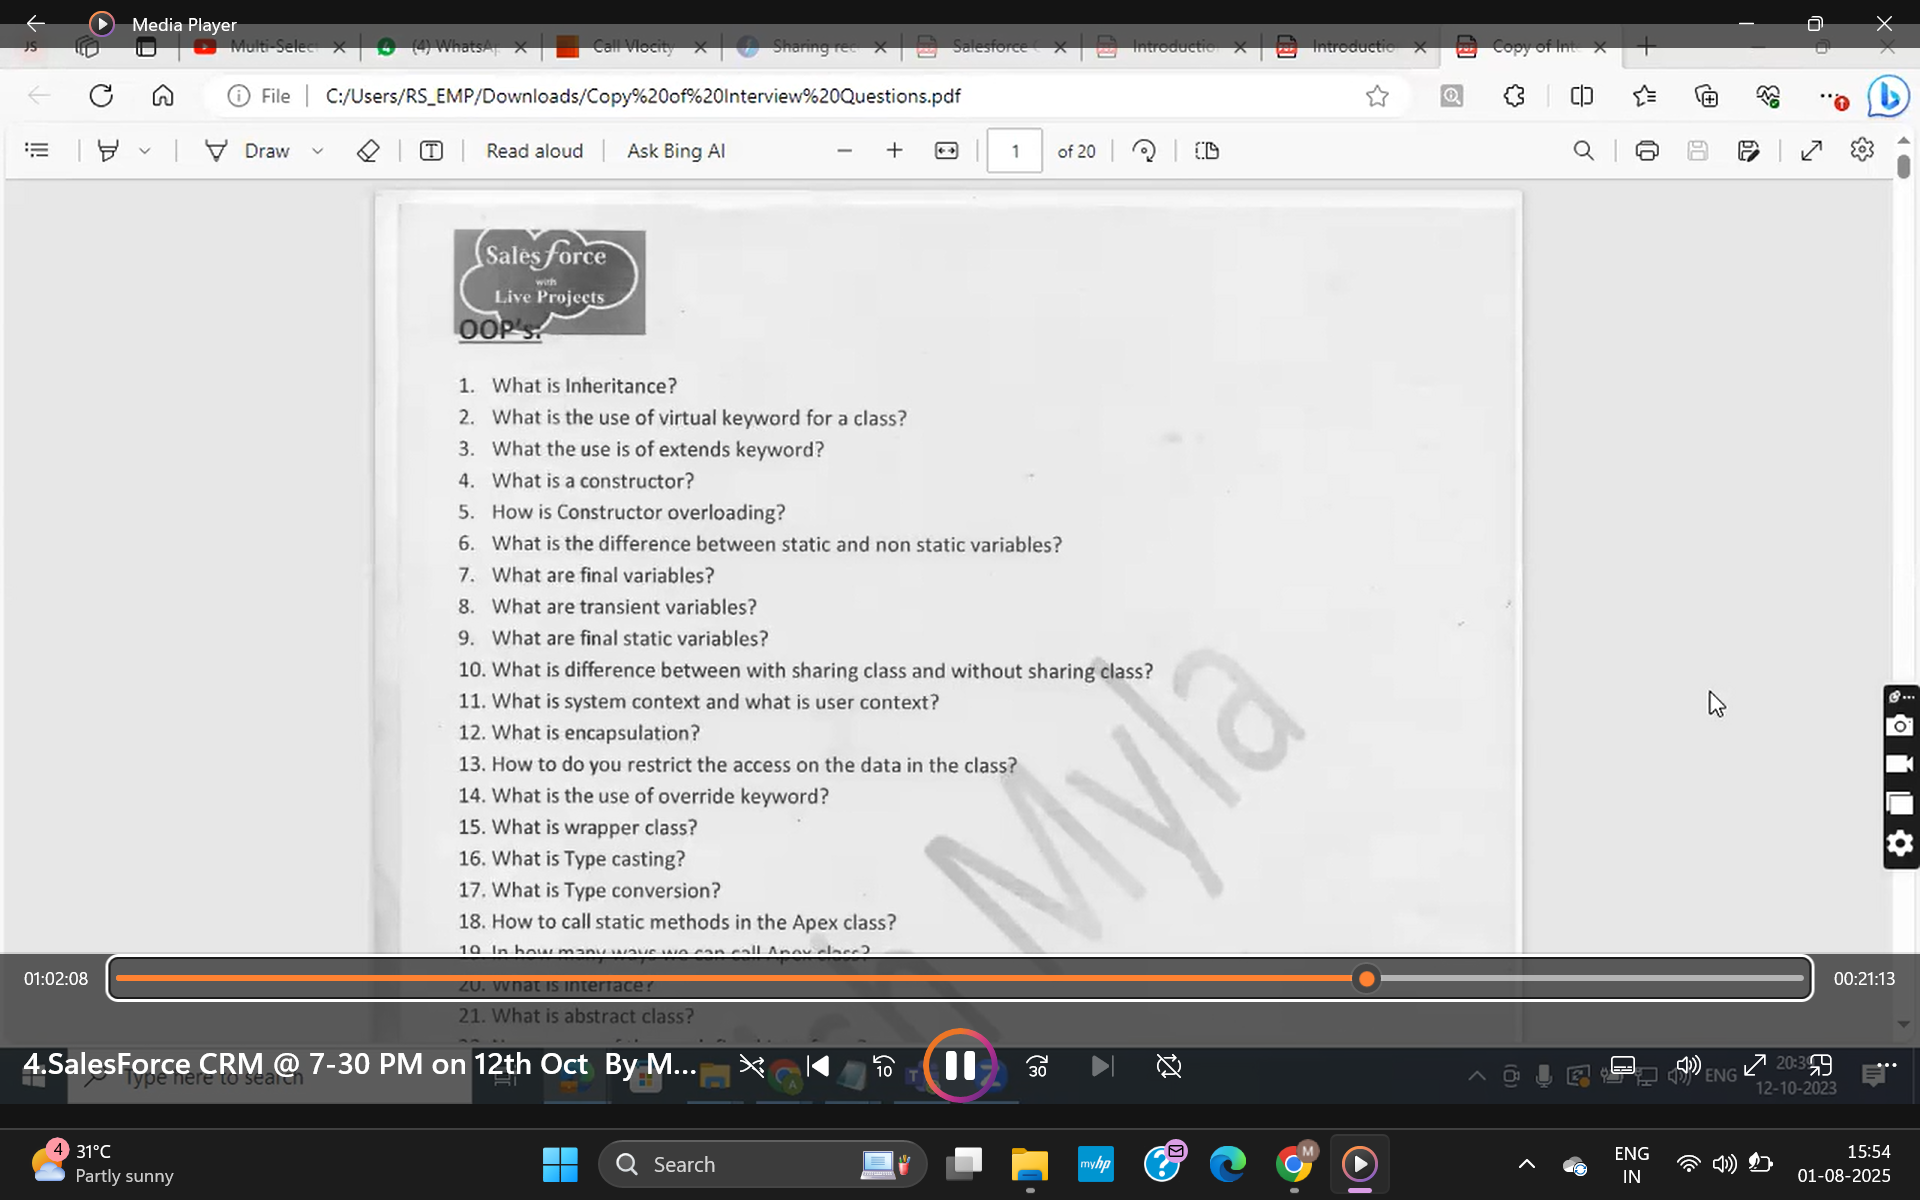 Media Player
JS
Multi-Select
(4) WhatsAp
Call Vlocity
Sharing rec
Salesforce
Introductio
Introductio
Copy of Int
File
C:/Users/RS_EMP/Downloads/Copy%20of%20Interview%20Questions.pdf
Draw
Read aloud
Ask Bing AI
1
of 20
Salesforce
with
Live Projects
OOP's:
1. What is Inheritance?
2. What is the use of virtual keyword for a class?
3. What the use is of extends keyword?
4. What is a constructor?
5. How is Constructor overloading?
6. What is the difference between static and non static variables?
7. What are final variables?
8. What are transient variables?
9. What are final static variables?
10. What is difference between with sharing class and without sharing class?
11. What is system context and what is user context?
12. What is encapsulation?
13. How to do you restrict the access on the data in the class?
14. What is the use of override keyword?
15. What is wrapper class?
16. What is Type casting?
17. What is Type conversion?
18. How to call static methods in the Apex class?
19. In how many ways we can call Apex class?
20. What is interface?
21. What is abstract class?
Myla
01:02:08
00:21:13
4.SalesForce CRM @ 7-30 PM on 12th Oct By M...
Type here to search
10
30
ENG
20:39
12-10-2023
4
31°C
Partly sunny
Search
myhp
M
ENG
IN
15:54
01-08-2025